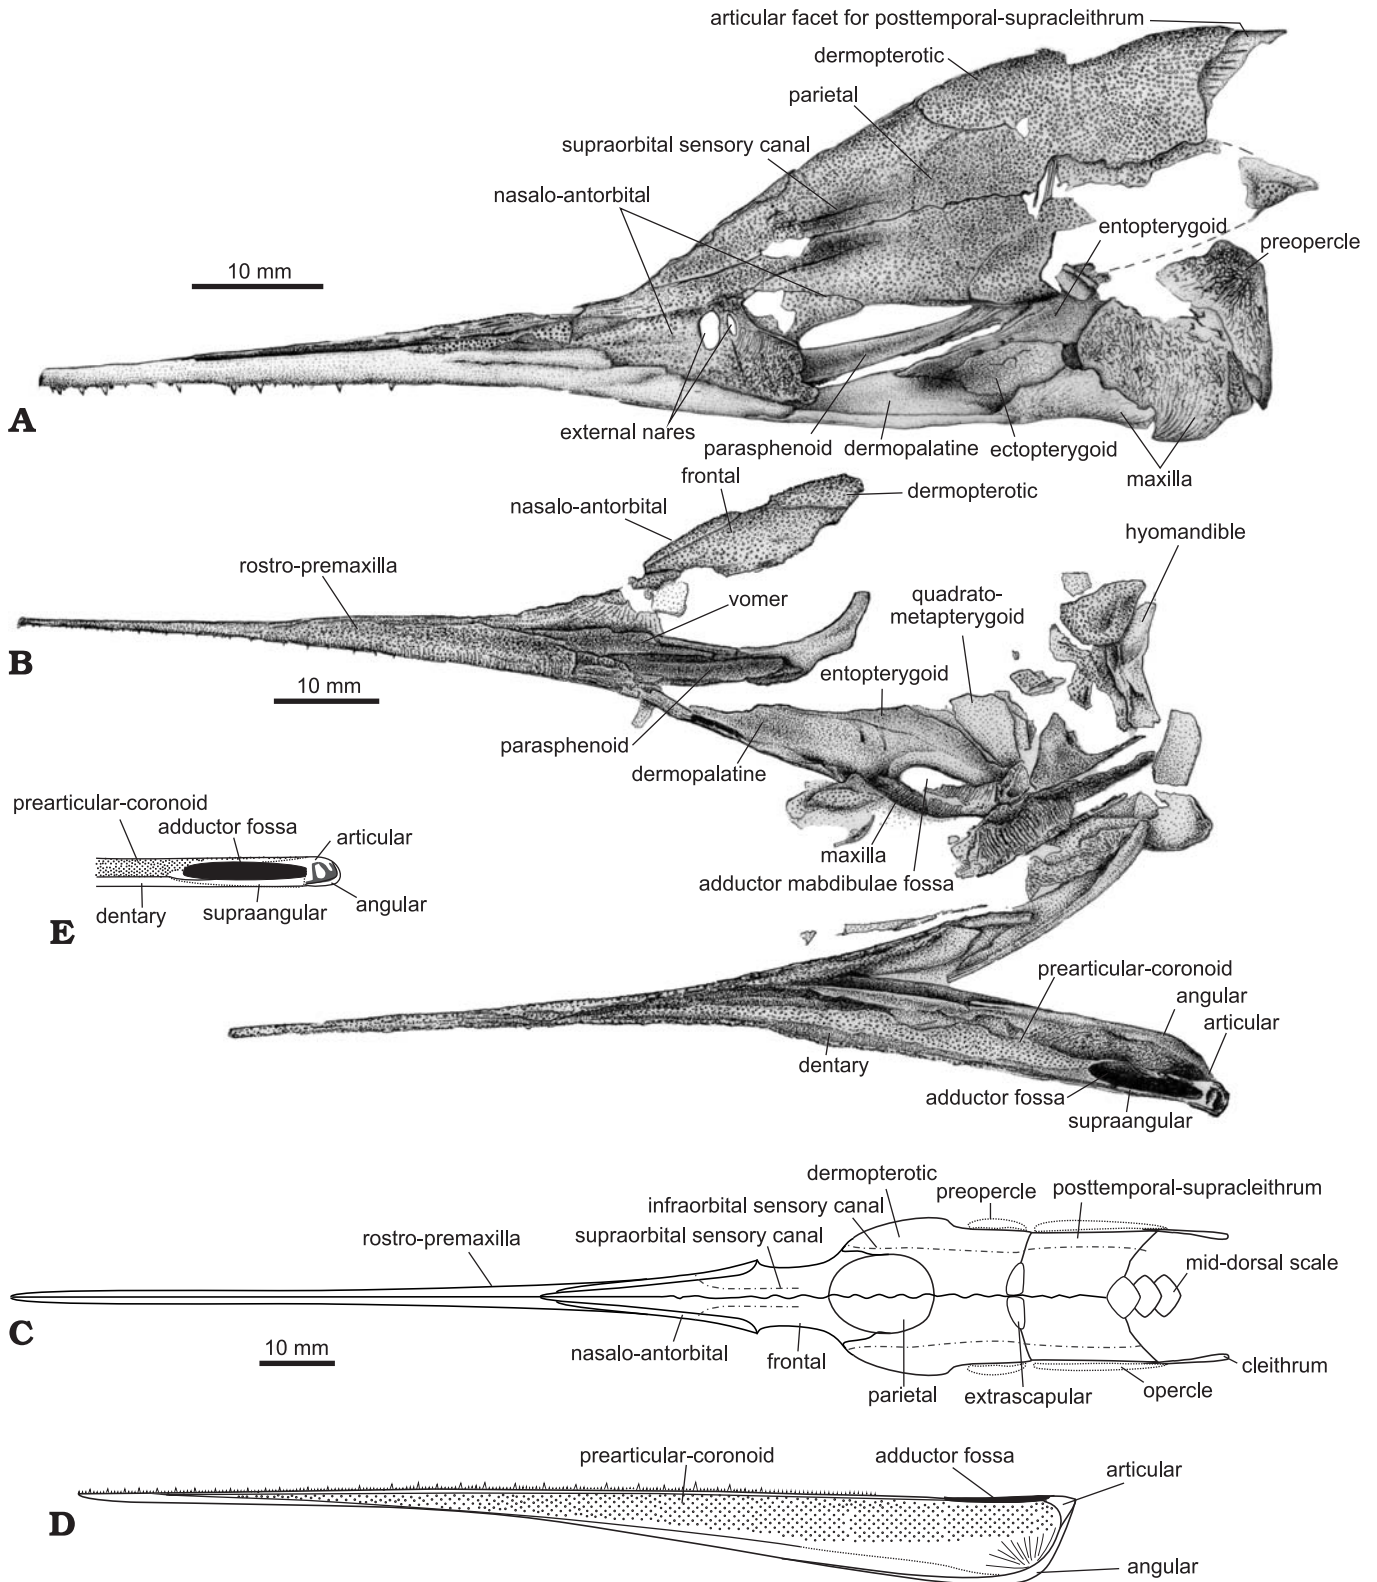 articular facet for posttemporal-supracleithrum
dermopterotic
parietal
supraorbital sensory canal
nasalo-antorbital
entopterygoid
preopercle
10 mm
A
external nares
parasphenoid
dermopalatine
ectopterygoid
maxilla
frontal
dermopterotic
nasalo-antorbital
hyomandible
rostro-premaxilla
quadrato-
metapterygoid
vomer
B
entopterygoid
10 mm
parasphenoid
dermopalatine
prearticular-coronoid
adductor fossa
articular
maxilla
adductor mabdibulae fossa
dentary
supraangular
angular
E
prearticular-coronoid
angular
articular
dentary
adductor fossa
supraangular
dermopterotic
preopercle
posttemporal-supracleithrum
infraorbital sensory canal
supraorbital sensory canal
rostro-premaxilla
mid-dorsal scale
C
10 mm
nasalo-antorbital
frontal
cleithrum
parietal
extrascapular
opercle
prearticular-coronoid
adductor fossa
articular
D
angular